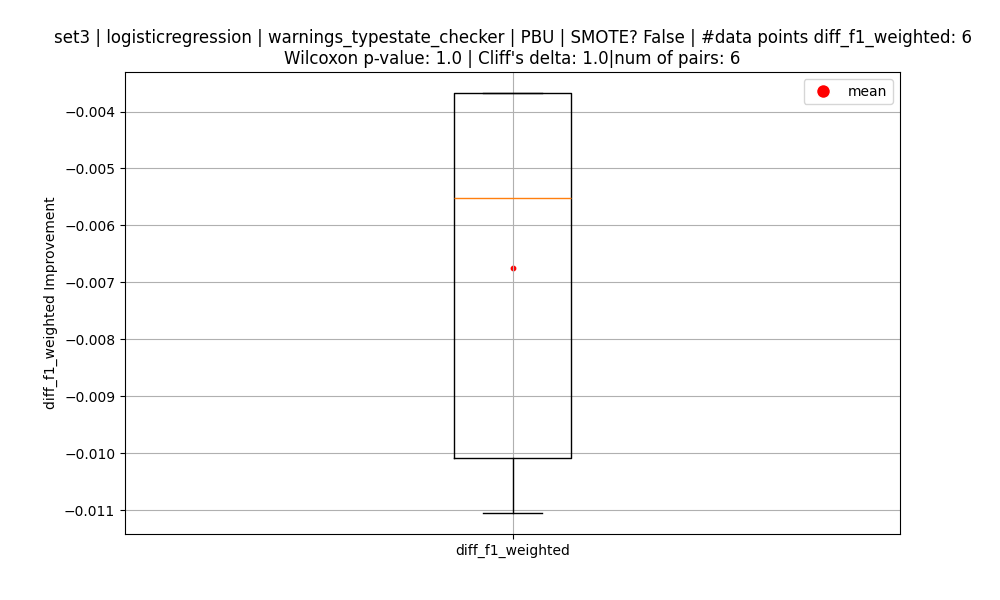 set3 | logisticregression | warnings_typestate_checker | PBU | SMOTE? False | #data points diff_f1_weighted: 6
Wilcoxon p-value: 1.0 | Cliff's delta: 1.0|num of pairs: 6
mean
−0.004
−0.005
−0.006
−0.007
−0.008
−0.009
−0.010
−0.011
diff_f1_weighted Improvement
diff_f1_weighted